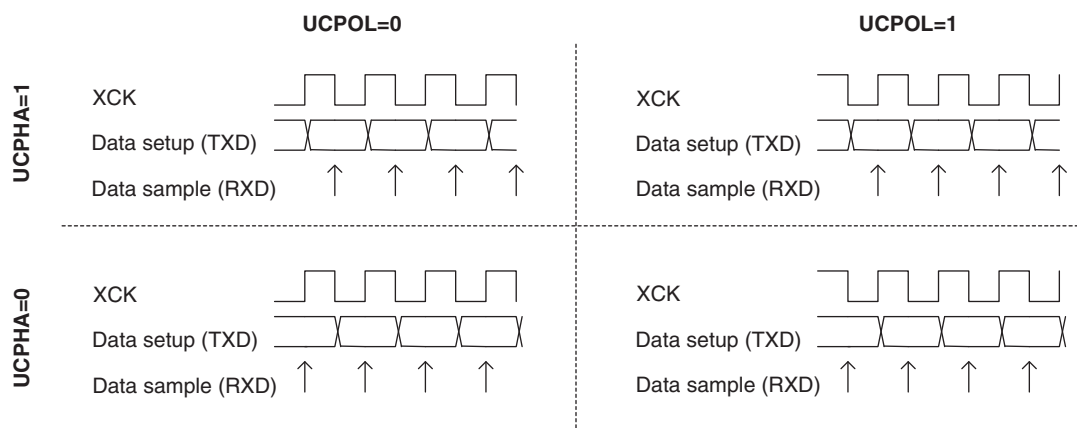 UCPOL=0
UCPOL=1
UCPHA=1
XCK
Data setup (TXD)
Data sample (RXD)
XCK
Data setup (TXD)
Data sample (RXD)
UCPHA=0
XCK
Data setup (TXD)
Data sample (RXD)
XCK
Data setup (TXD)
Data sample (RXD)